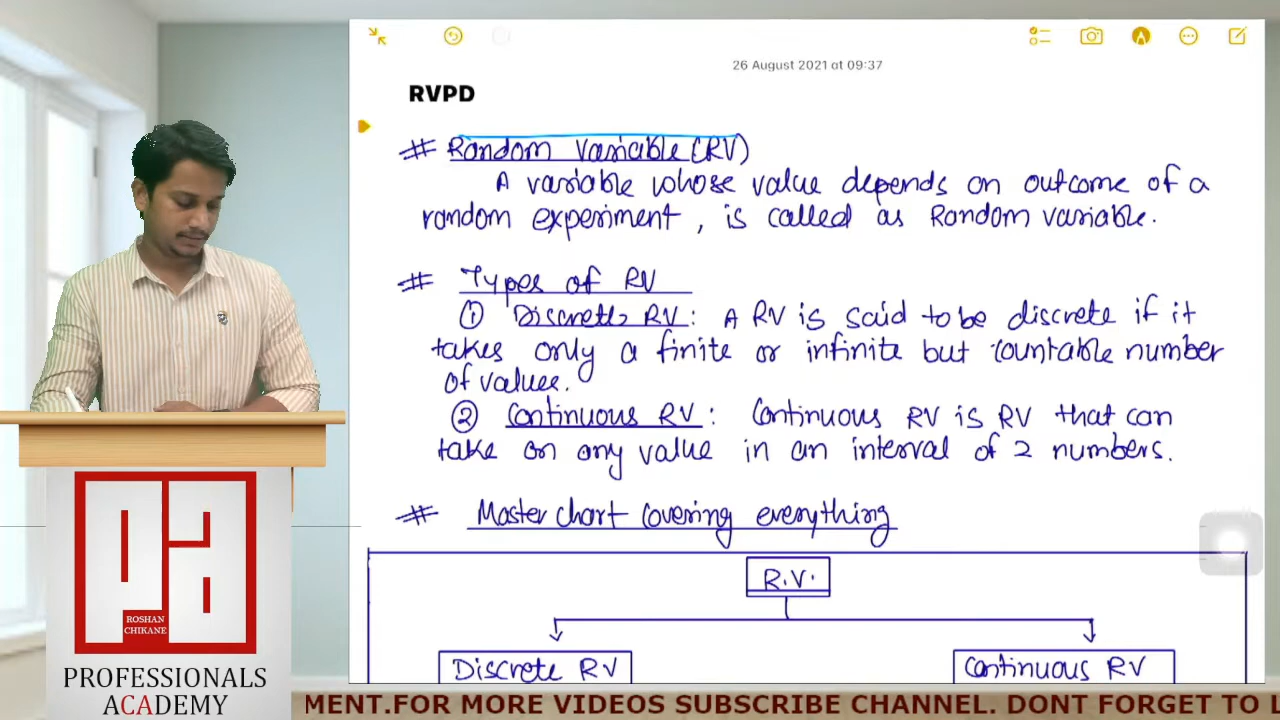 26 August 2021 at 09:37
RVPD
# Random Variable (RV)
A variable whose value depends on outcome of a
random experiment, is called as Random variable.
# Types of RV
① Discrete RV : A RV is said to be discrete if it
takes only a finite or infinite but countable number
of values.
② Continuous RV : Continuous RV is RV that can
take on any value in an interval of 2 numbers.
# Master chart covering everything
R.V.
Discrete RV
Continuous RV
ROSHAN
CHIKANE
PROFESSIONALS
ACADEMY
MENT.FOR MORE VIDEOS SUBSCRIBE CHANNEL. DONT FORGET TO L